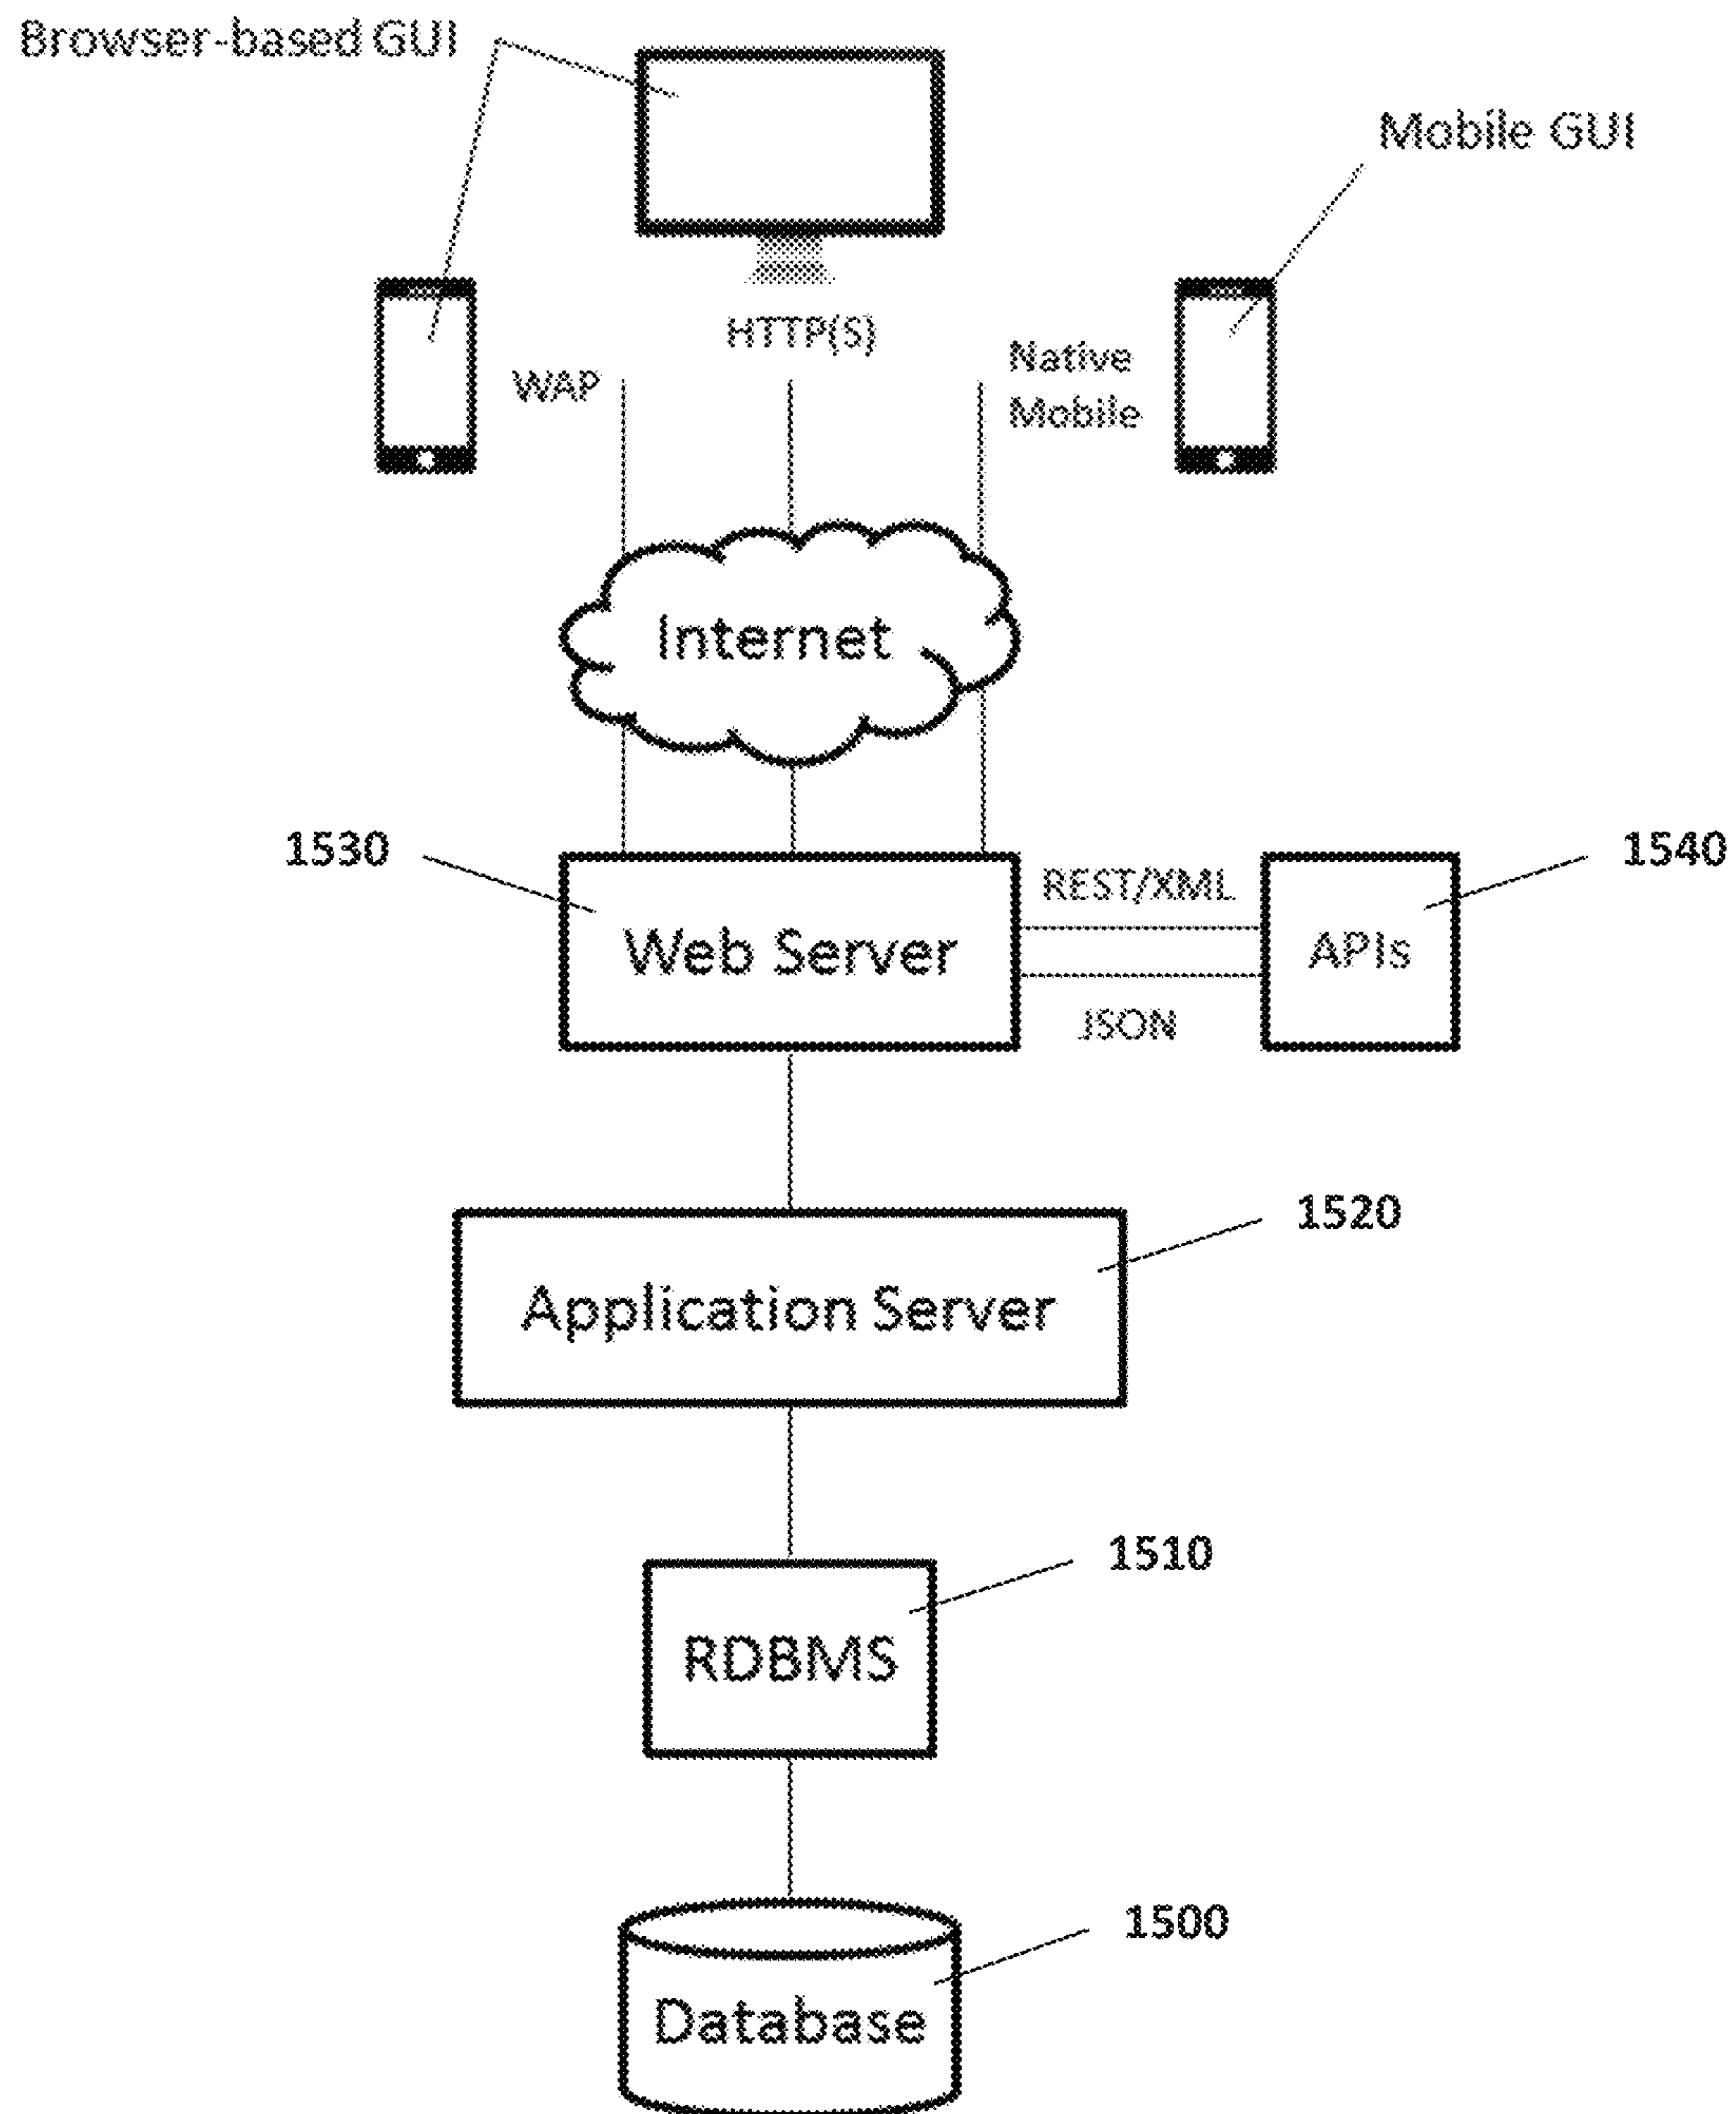 Browser-based GUI
Mobile GUI
HTTP(S)
WAP
Native
Mobile
Internet
1530
1540
REST/XML
Web Server
APIs
JSON
1520
Application Server
1510
RDBMS
1500
Database